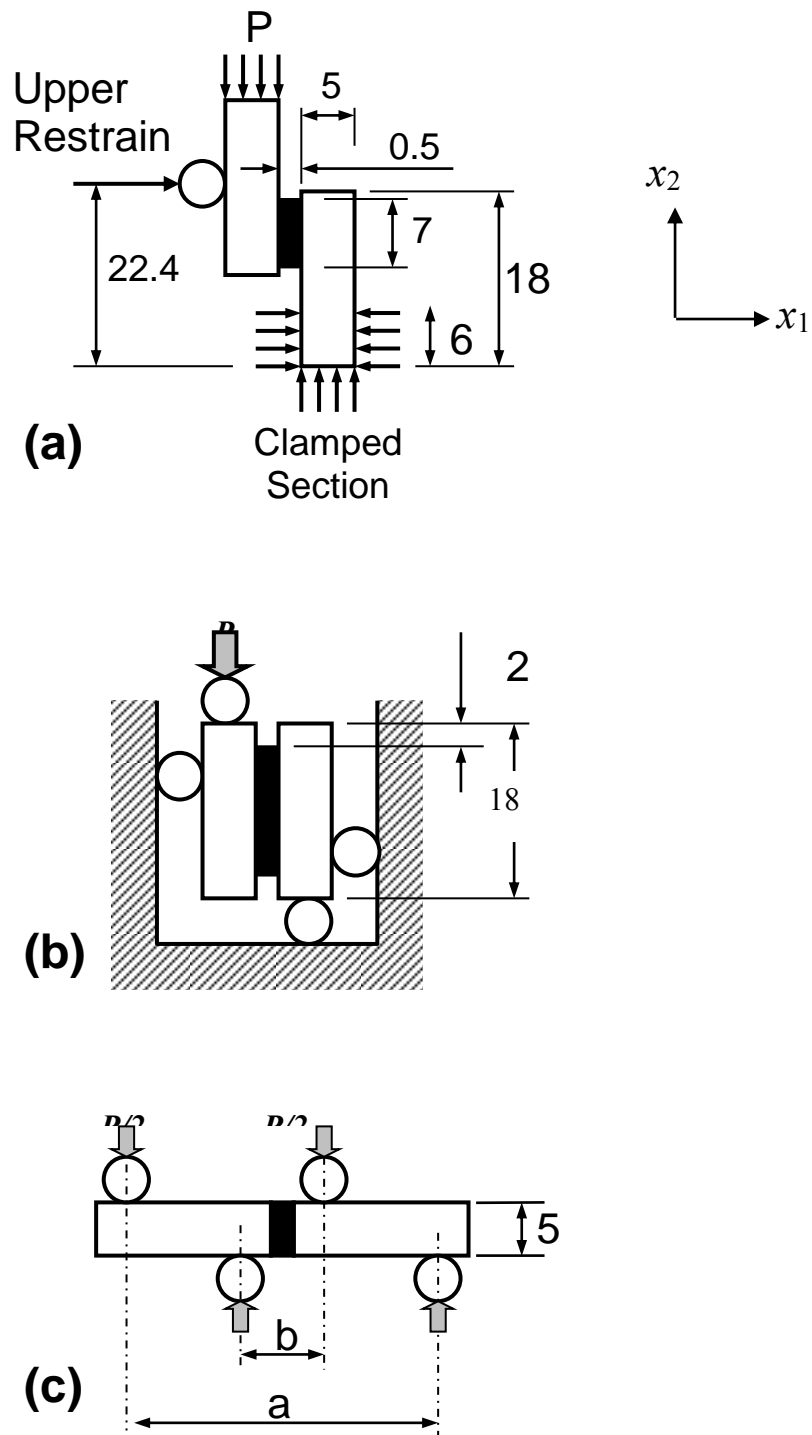 P
Upper
Restrain
5
0.5
7
18
22.4
6
x2
x1
Clamped
Section
(a)
2
18
(b)
5
b
a
(c)